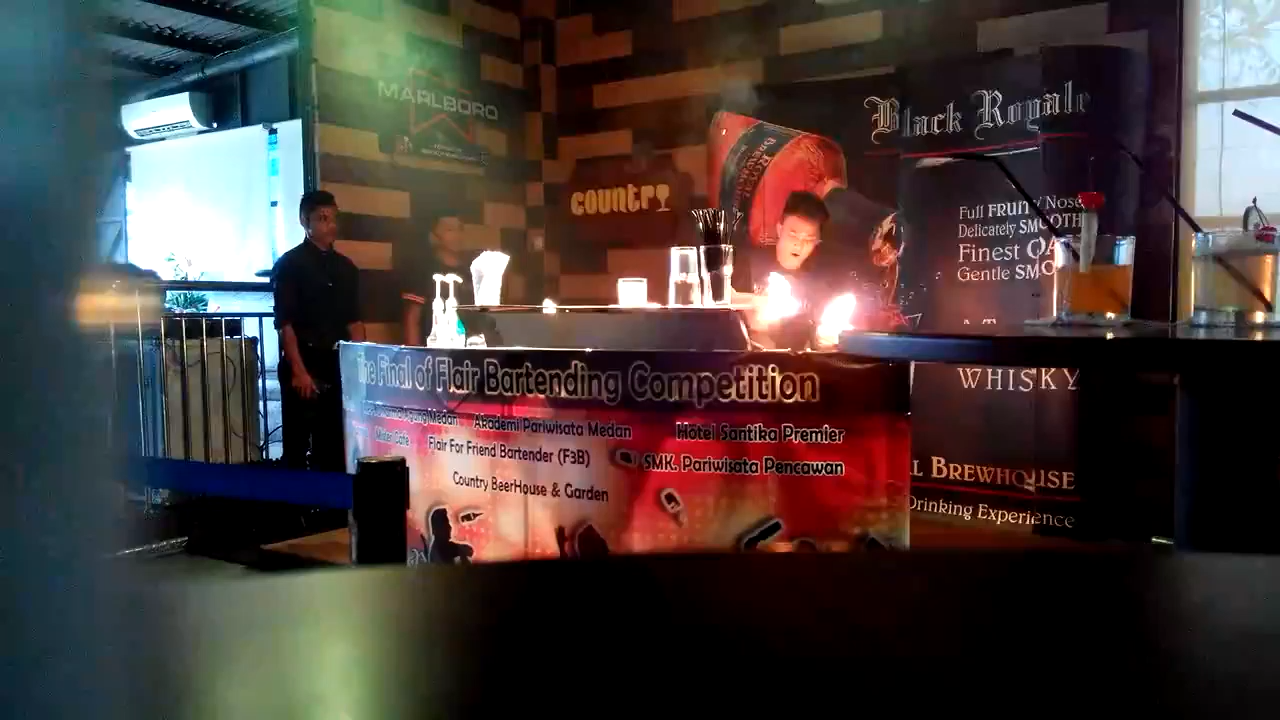 MARLBORO
COUNTRY
Black Royale
Full FRUITY Nose
Delicately SMOOTH
Finest OA
Gentle SMO
WHISKY
L BREWHOUSE
Drinking Experience
The Final of Flair Bartending Competition
Medan
Akademi Pariwisata Medan
Hotel Santika Premier
Cafe
Flair For Friend Bartender (F3B)
SMK. Pariwisata Pencawan
Country BeerHouse & Garden